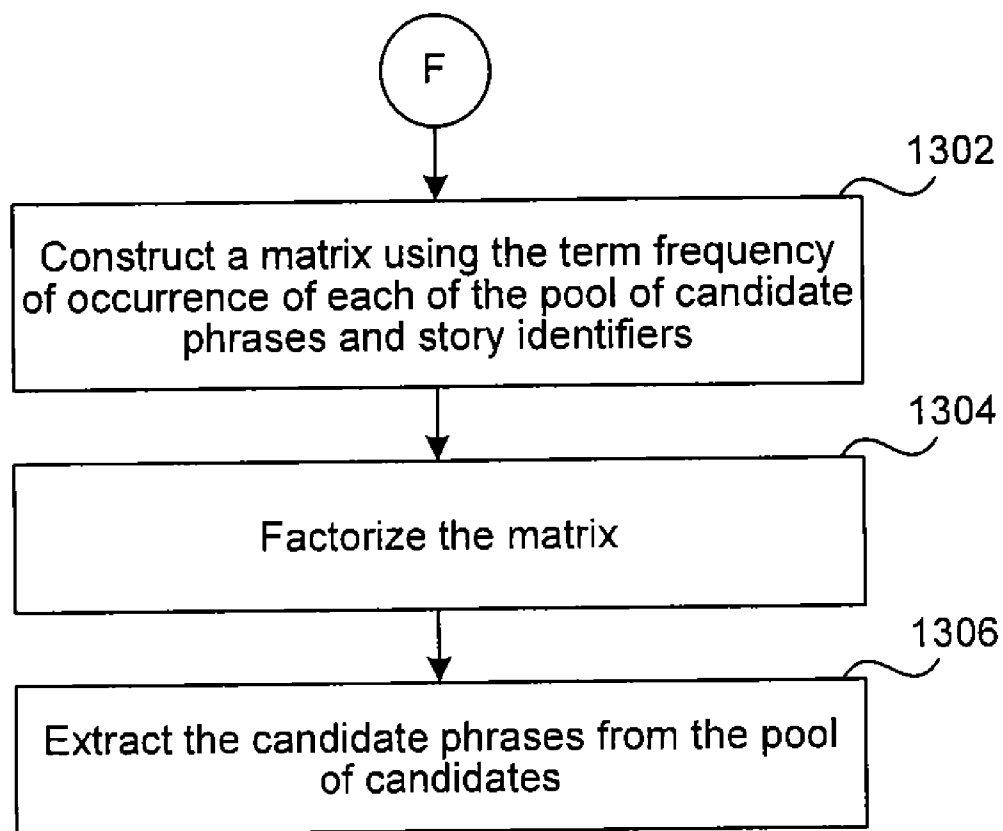 F
1302
Construct a matrix using the term frequency
of occurrence of each of the pool of candidate
phrases and story identifiers
1304
Factorize the matrix
1306
Extract the candidate phrases from the pool
of candidates